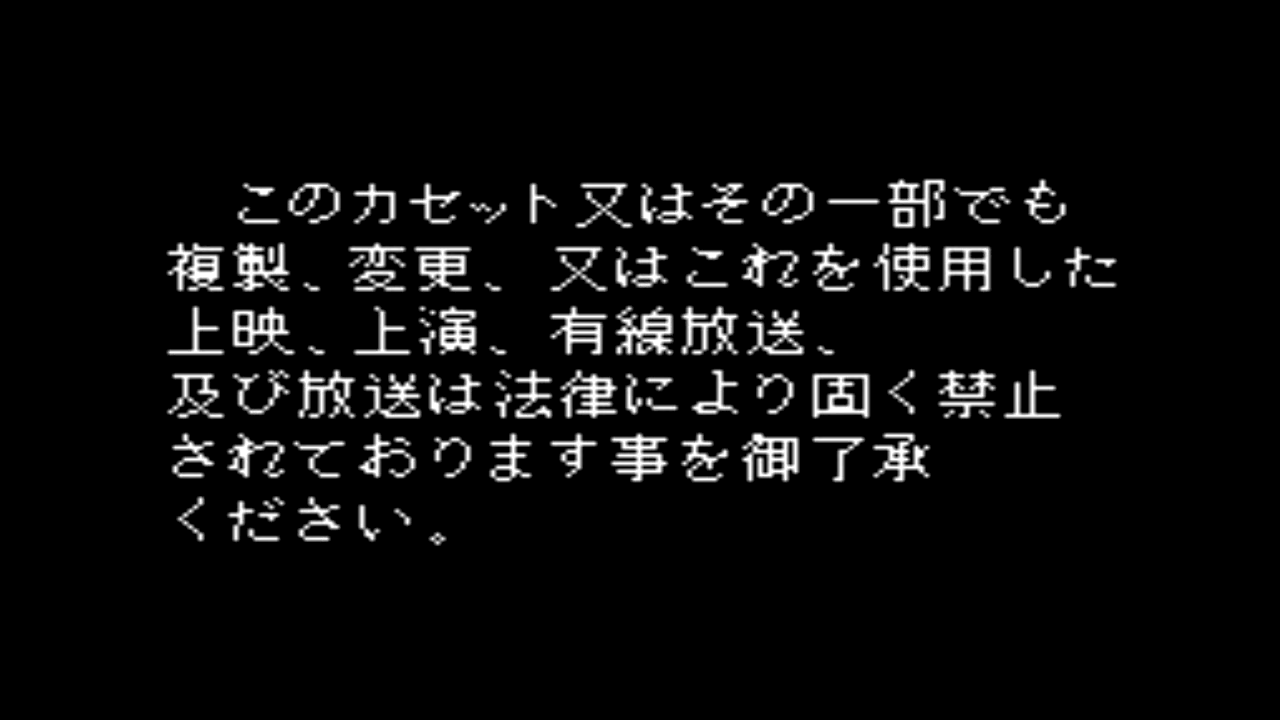 このカセット又はその一部でも
複製、変更、又はこれを使用した
上映、上演、有線放送、
及び放送は法律により固く禁止
されております事を御了承
ください。